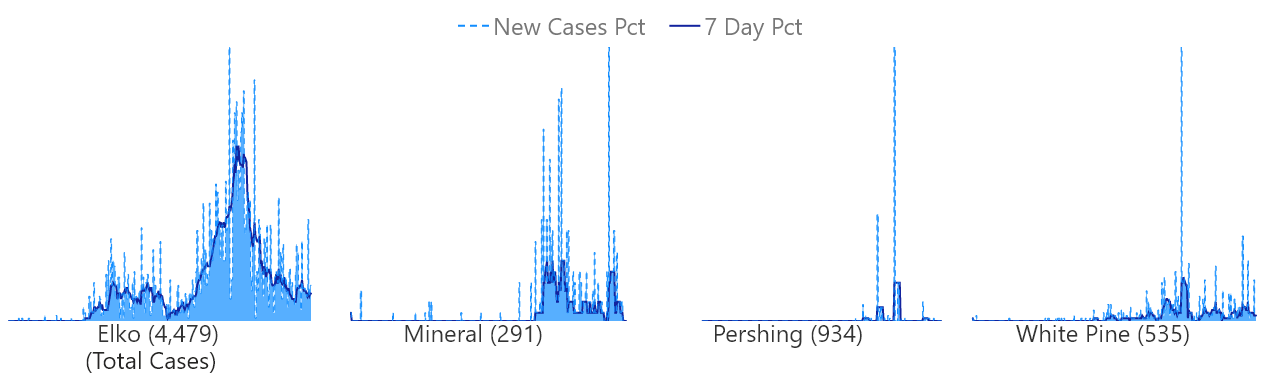 New Cases Pct 7 Day Pct
Elko (4,479) Mineral (291) Pershing (934) White Pine (535)
(Total Cases)